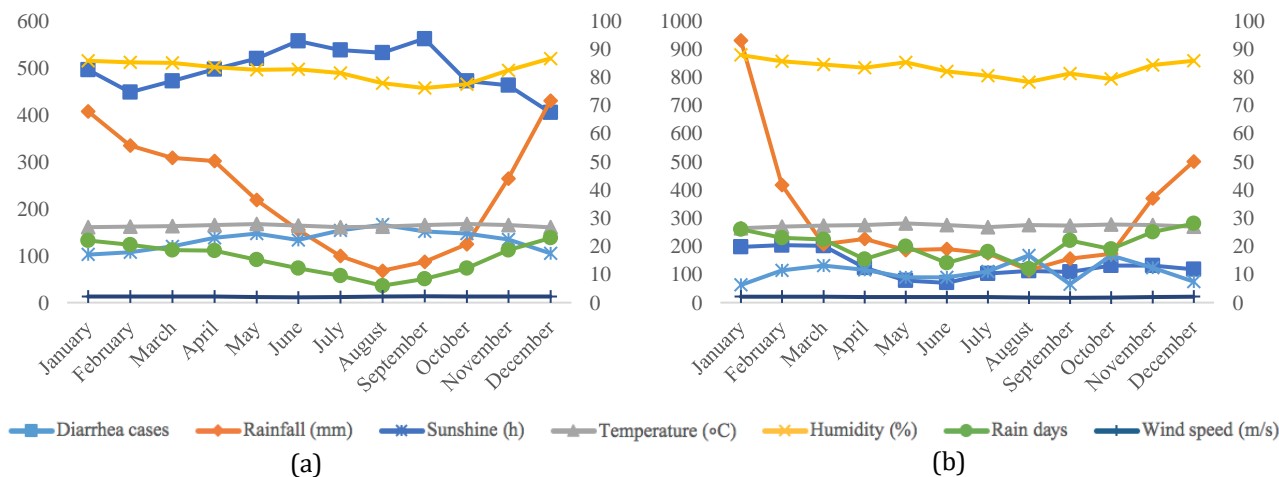 600 100 1000 100
500 90 900 90
400 80 800 80
300 70 700 70
200 60 600 60
100 50 500 50
0 40 400 40
30 300 30
20 200 20
10 100 10
0 0 0
January February March April May June July August September October November December
January February March April May June July August September October November December
Diarrhea cases Rainfall (mm) Sunshine (h) Temperature (∘C) Humidity (%) Rain days Wind speed (m/s)
(a) (b)